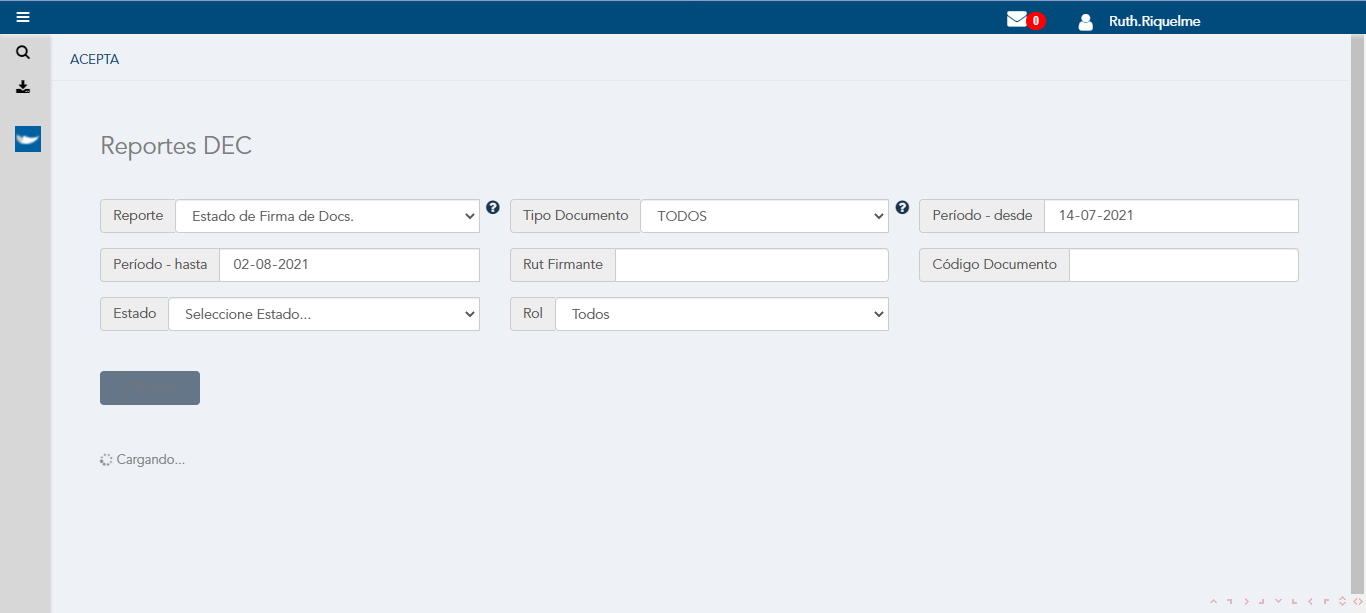 0 Ruth.Riquelme
ACEPTA
Reportes DEC
Reporte Estado de Firma de Docs. Tipo Documento TODOS Período - desde 14-07-2021
Período - hasta 02-08-2021 Rut Firmante Código Documento
Estado Seleccione Estado... Rol Todos
Cargando...